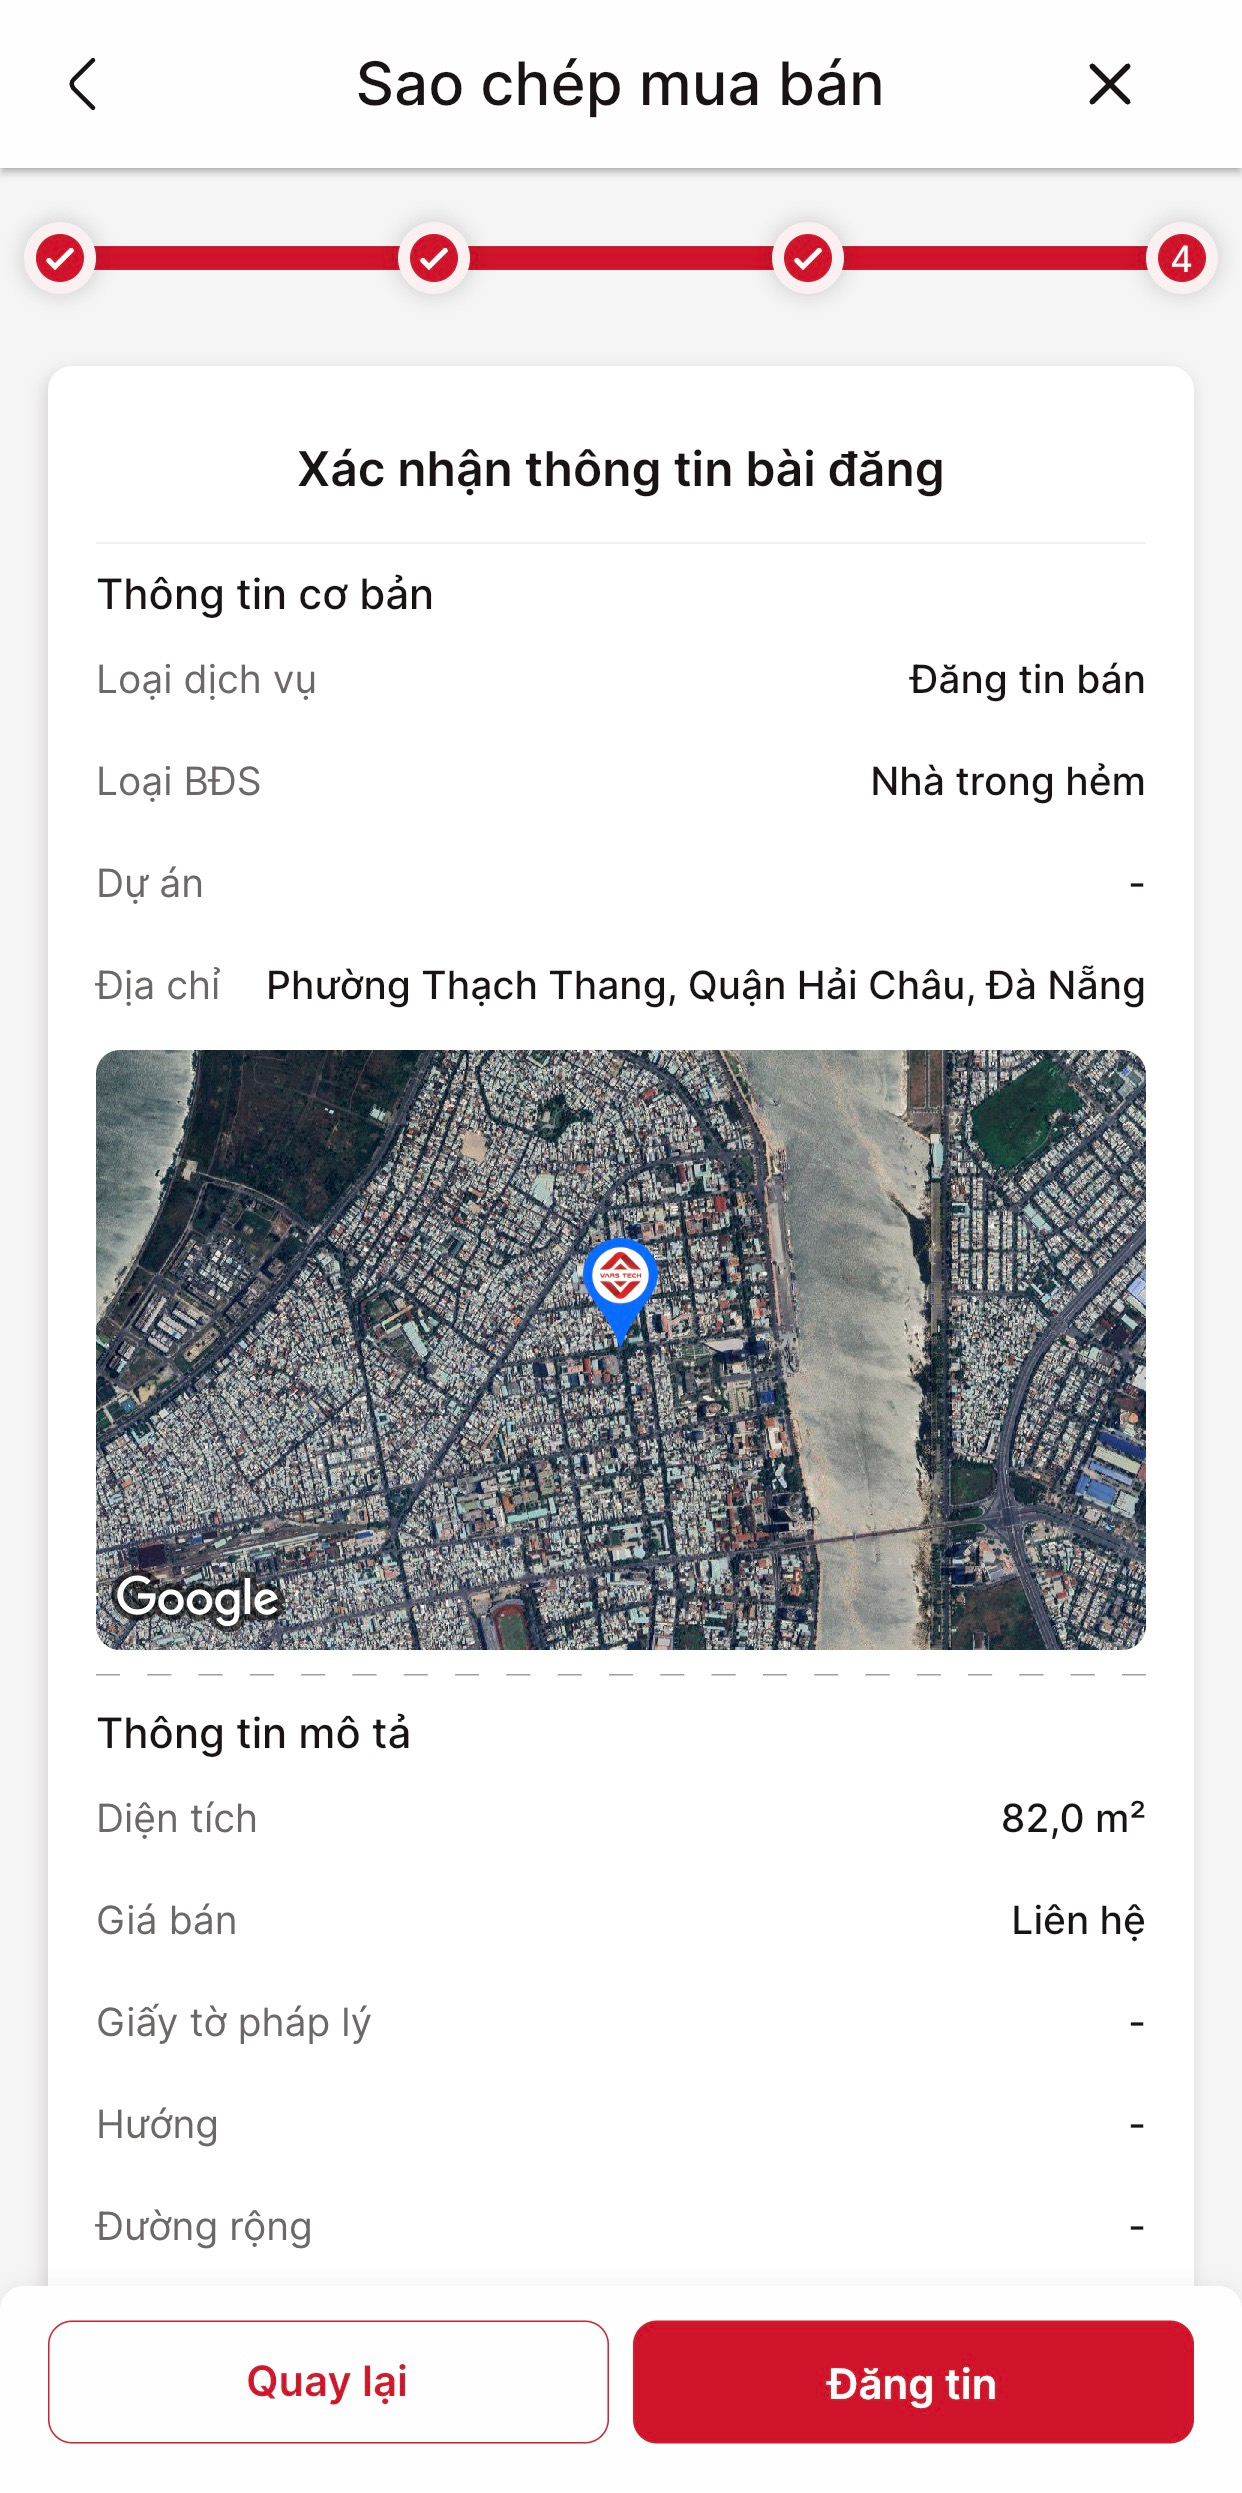 Sao chép mua bán
4
Xác nhận thông tin bài đăng
Thông tin cơ bản
Loại dịch vụ Đăng tin bán
Loại BĐS Nhà trong hẻm
Dự án -
Địa chỉ Phường Thạch Thang, Quận Hải Châu, Đà Nẵng
VARS TECH
Google
Thông tin mô tả
Diện tích 82,0 m²
Giá bán Liên hệ
Giấy tờ pháp lý -
Hướng -
Đường rộng -
Quay lại Đăng tin